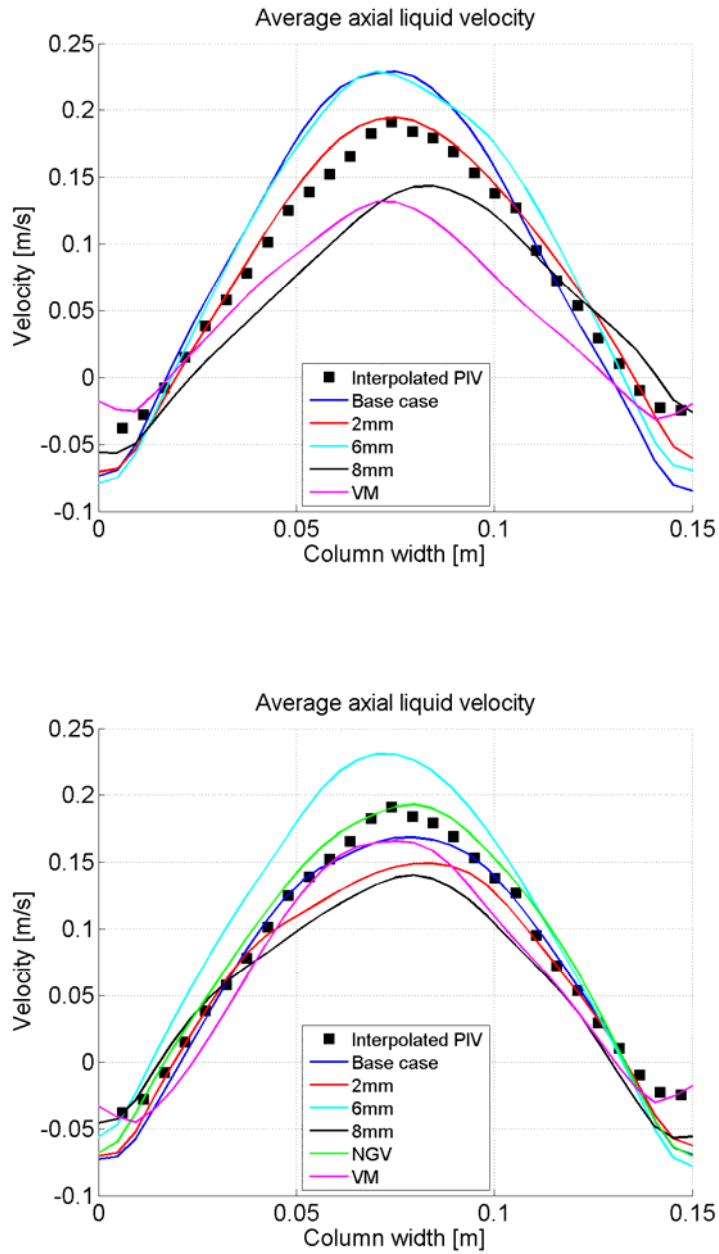 Average axial liquid velocity
0.25
0.2
0.15
0.1
0.05
0
-0.05
-0.1
Velocity [m/s]
Interpolated PIV
Base case
2mm
6mm
8mm
VM
0 0.05 0.1 0.15
Column width [m]
Average axial liquid velocity
0.25
0.2
0.15
0.1
0.05
0
-0.05
-0.1
Velocity [m/s]
Interpolated PIV
Base case
2mm
6mm
8mm
NGV
VM
0 0.05 0.1 0.15
Column width [m]